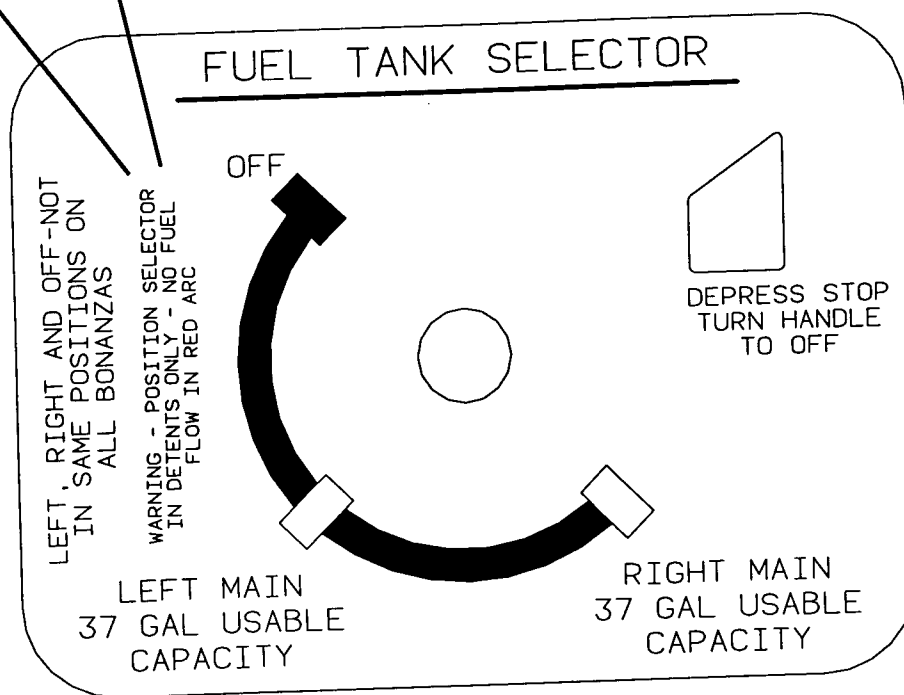 FUEL TANK SELECTOR
OFF
LEFT, RIGHT AND OFF-NOT
IN SAME POSITIONS ON
ALL BONANZAS
WARNING - POSITION SELECTOR
IN DETENTS ONLY - NO FUEL
FLOW IN RED ARC
DEPRESS STOP
TURN HANDLE
TO OFF
LEFT MAIN
37 GAL USABLE
CAPACITY
RIGHT MAIN
37 GAL USABLE
CAPACITY